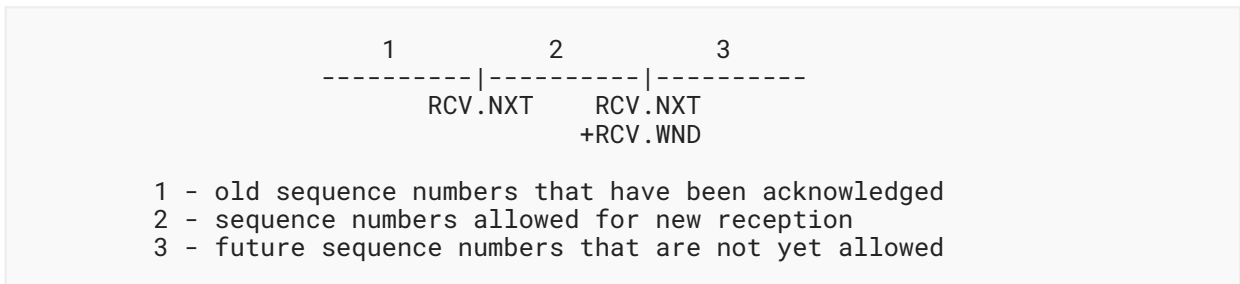 1          2          3
----------|----------|----------
RCV.NXT    RCV.NXT
+RCV.WND
1 - old sequence numbers that have been acknowledged
2 - sequence numbers allowed for new reception
3 - future sequence numbers that are not yet allowed